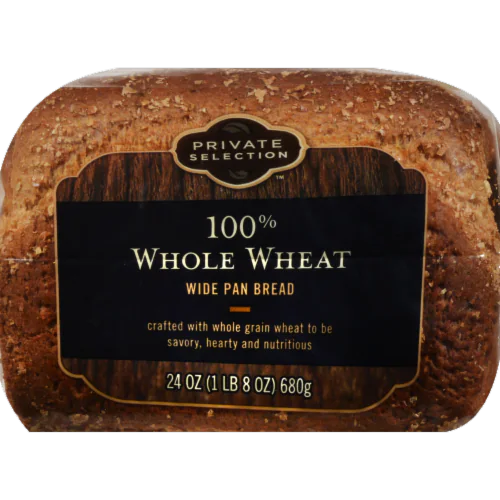 PRIVATE
SELECTION
™
100%
WHOLE WHEAT
WIDE PAN BREAD
crafted with whole grain wheat to be
savory, hearty and nutritious
24 OZ (1 LB 8 OZ) 680g